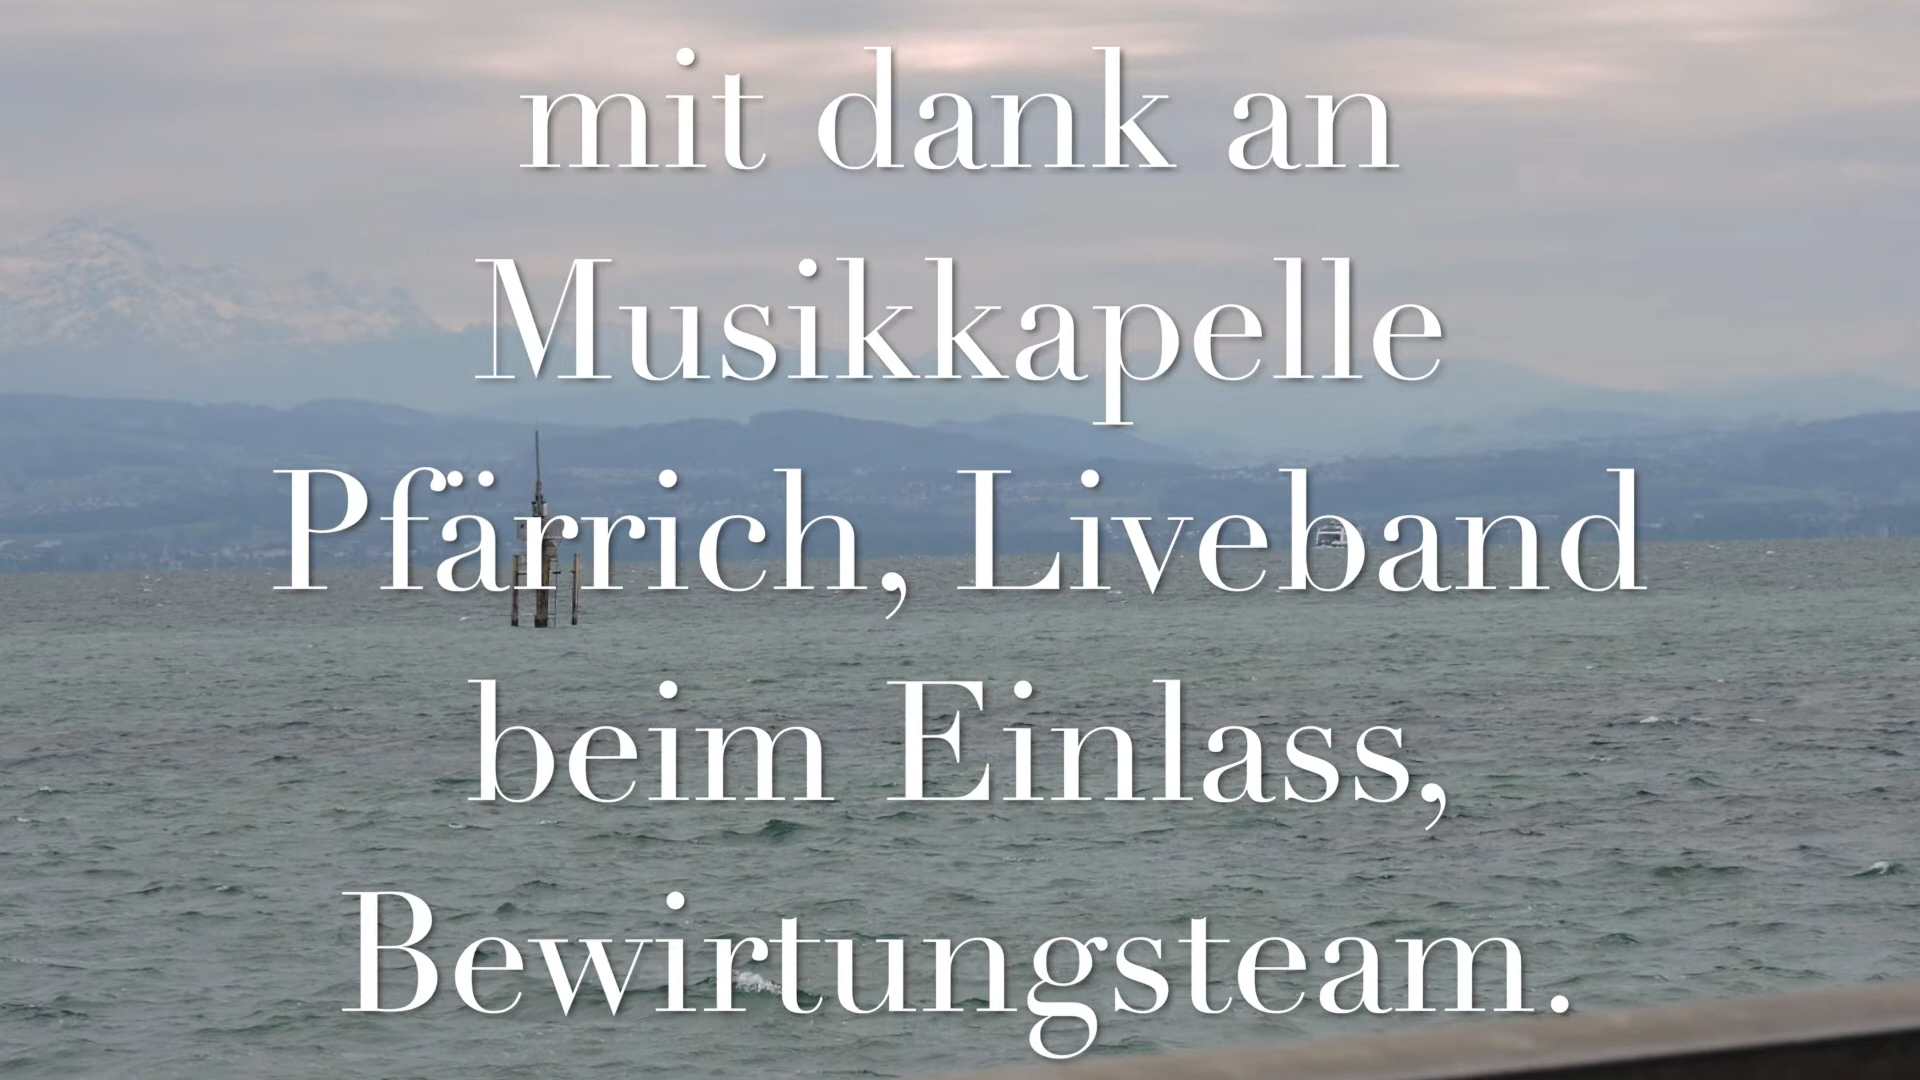 mit dank an
Musikkapelle
Pfärrich, Liveband
beim Einlass,
Bewirtungsteam.